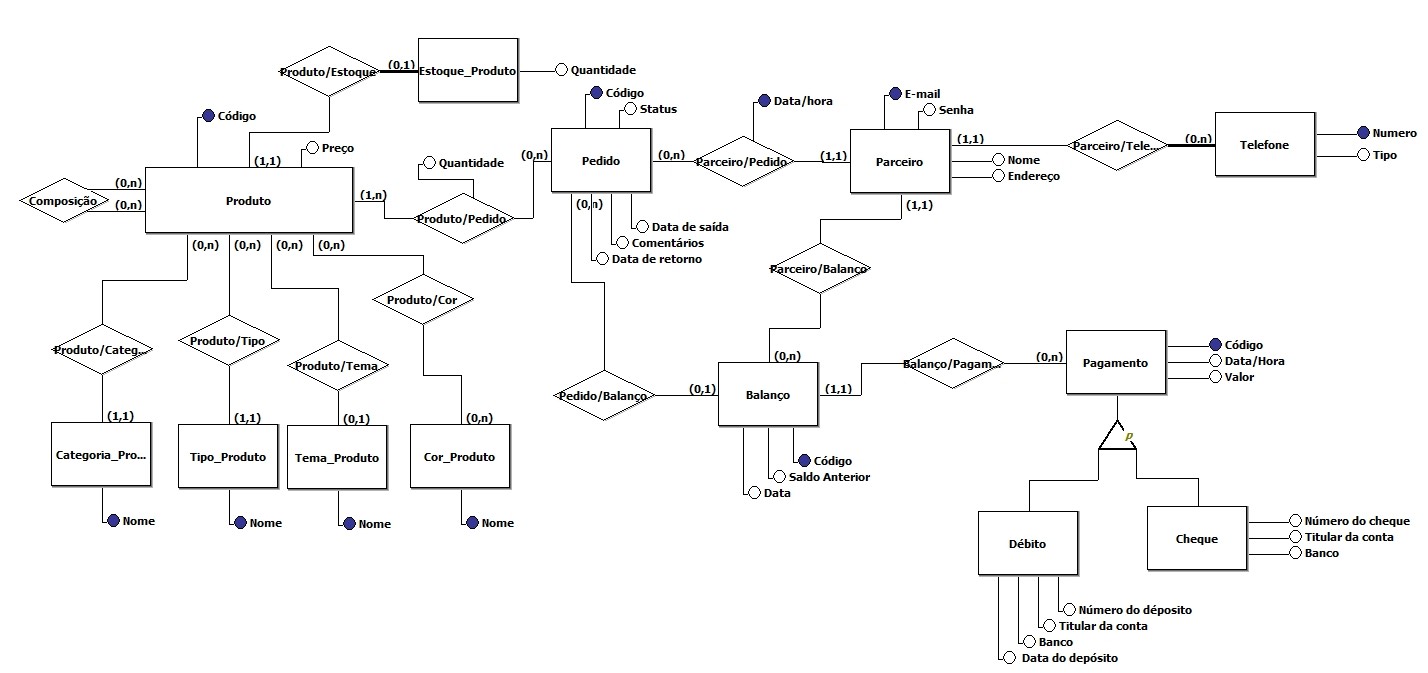 Produto/Estoque
(0,1)
Estoque_Produto
Quantidade
Código
(1,1)
Preço
Composição
(0,n)
(0,n)
Produto
(1,n)
Quantidade
Produto/Pedido
(0,n)
Código
Status
Pedido
(0,n)
Data de saída
Comentários
Data de retorno
(0,n)
Data/hora
Parceiro/Pedido
(1,1)
E-mail
Senha
Parceiro
Nome
Endereço
(1,1)
(1,1)
Parceiro/Tele...
(0,n)
Telefone
Numero
Tipo
(0,n)
(0,n)
(0,n)
(0,n)
Produto/Categ...
Produto/Tipo
Produto/Tema
Produto/Cor
(1,1)
(1,1)
(0,1)
(0,n)
Categoria_Pro...
Tipo_Produto
Tema_Produto
Cor_Produto
Nome
Nome
Nome
Nome
Parceiro/Balanço
(0,n)
Pedido/Balanço
(0,1)
Balanço
(1,1)
Código
Saldo Anterior
Data
Balanço/Pagam...
(0,n)
Pagamento
Código
Data/Hora
Valor
p
Débito
Número do déposito
Titular da conta
Banco
Data do depósito
Cheque
Número do cheque
Titular da conta
Banco